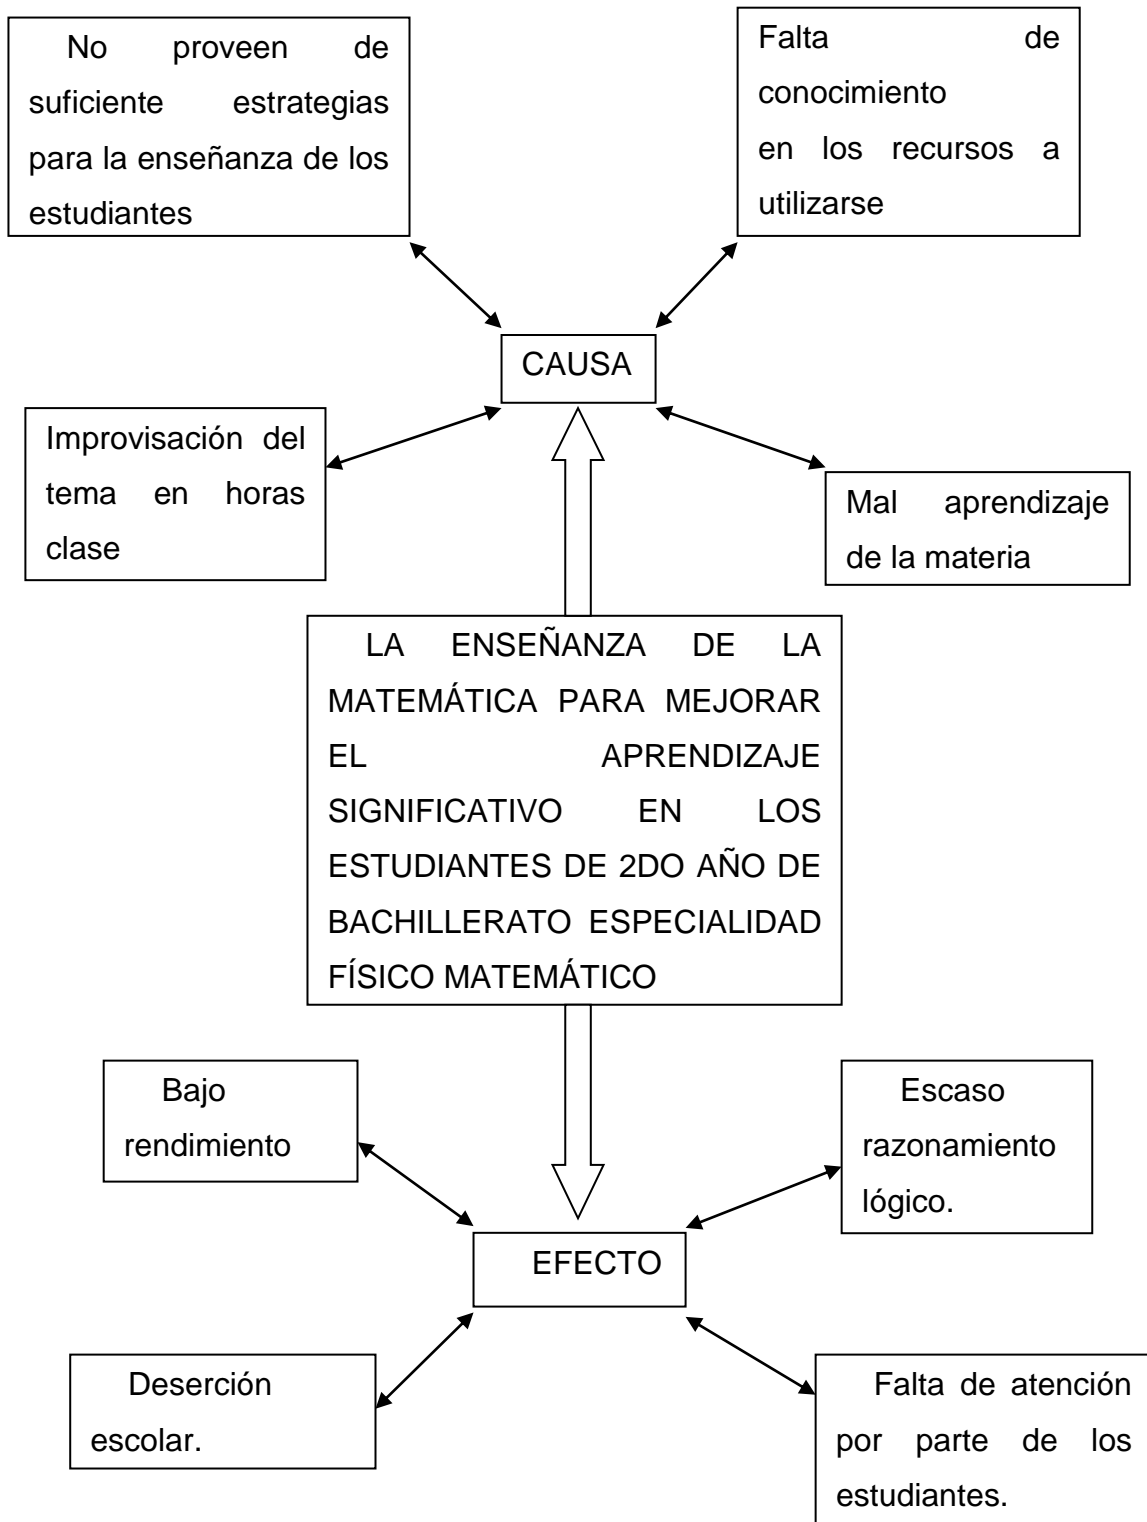 No proveen de
suficiente estrategias
para la enseñanza de los
estudiantes
Falta de
conocimiento
en los recursos a
utilizarse
CAUSA
Improvisación del
tema en horas
clase
Mal aprendizaje
de la materia
LA ENSEÑANZA DE LA
MATEMÁTICA PARA MEJORAR
EL APRENDIZAJE
SIGNIFICATIVO EN LOS
ESTUDIANTES DE 2DO AÑO DE
BACHILLERATO ESPECIALIDAD
FÍSICO MATEMÁTICO
Bajo
rendimiento
Escaso
razonamiento
lógico.
EFECTO
Deserción
escolar.
Falta de atención
por parte de los
estudiantes.